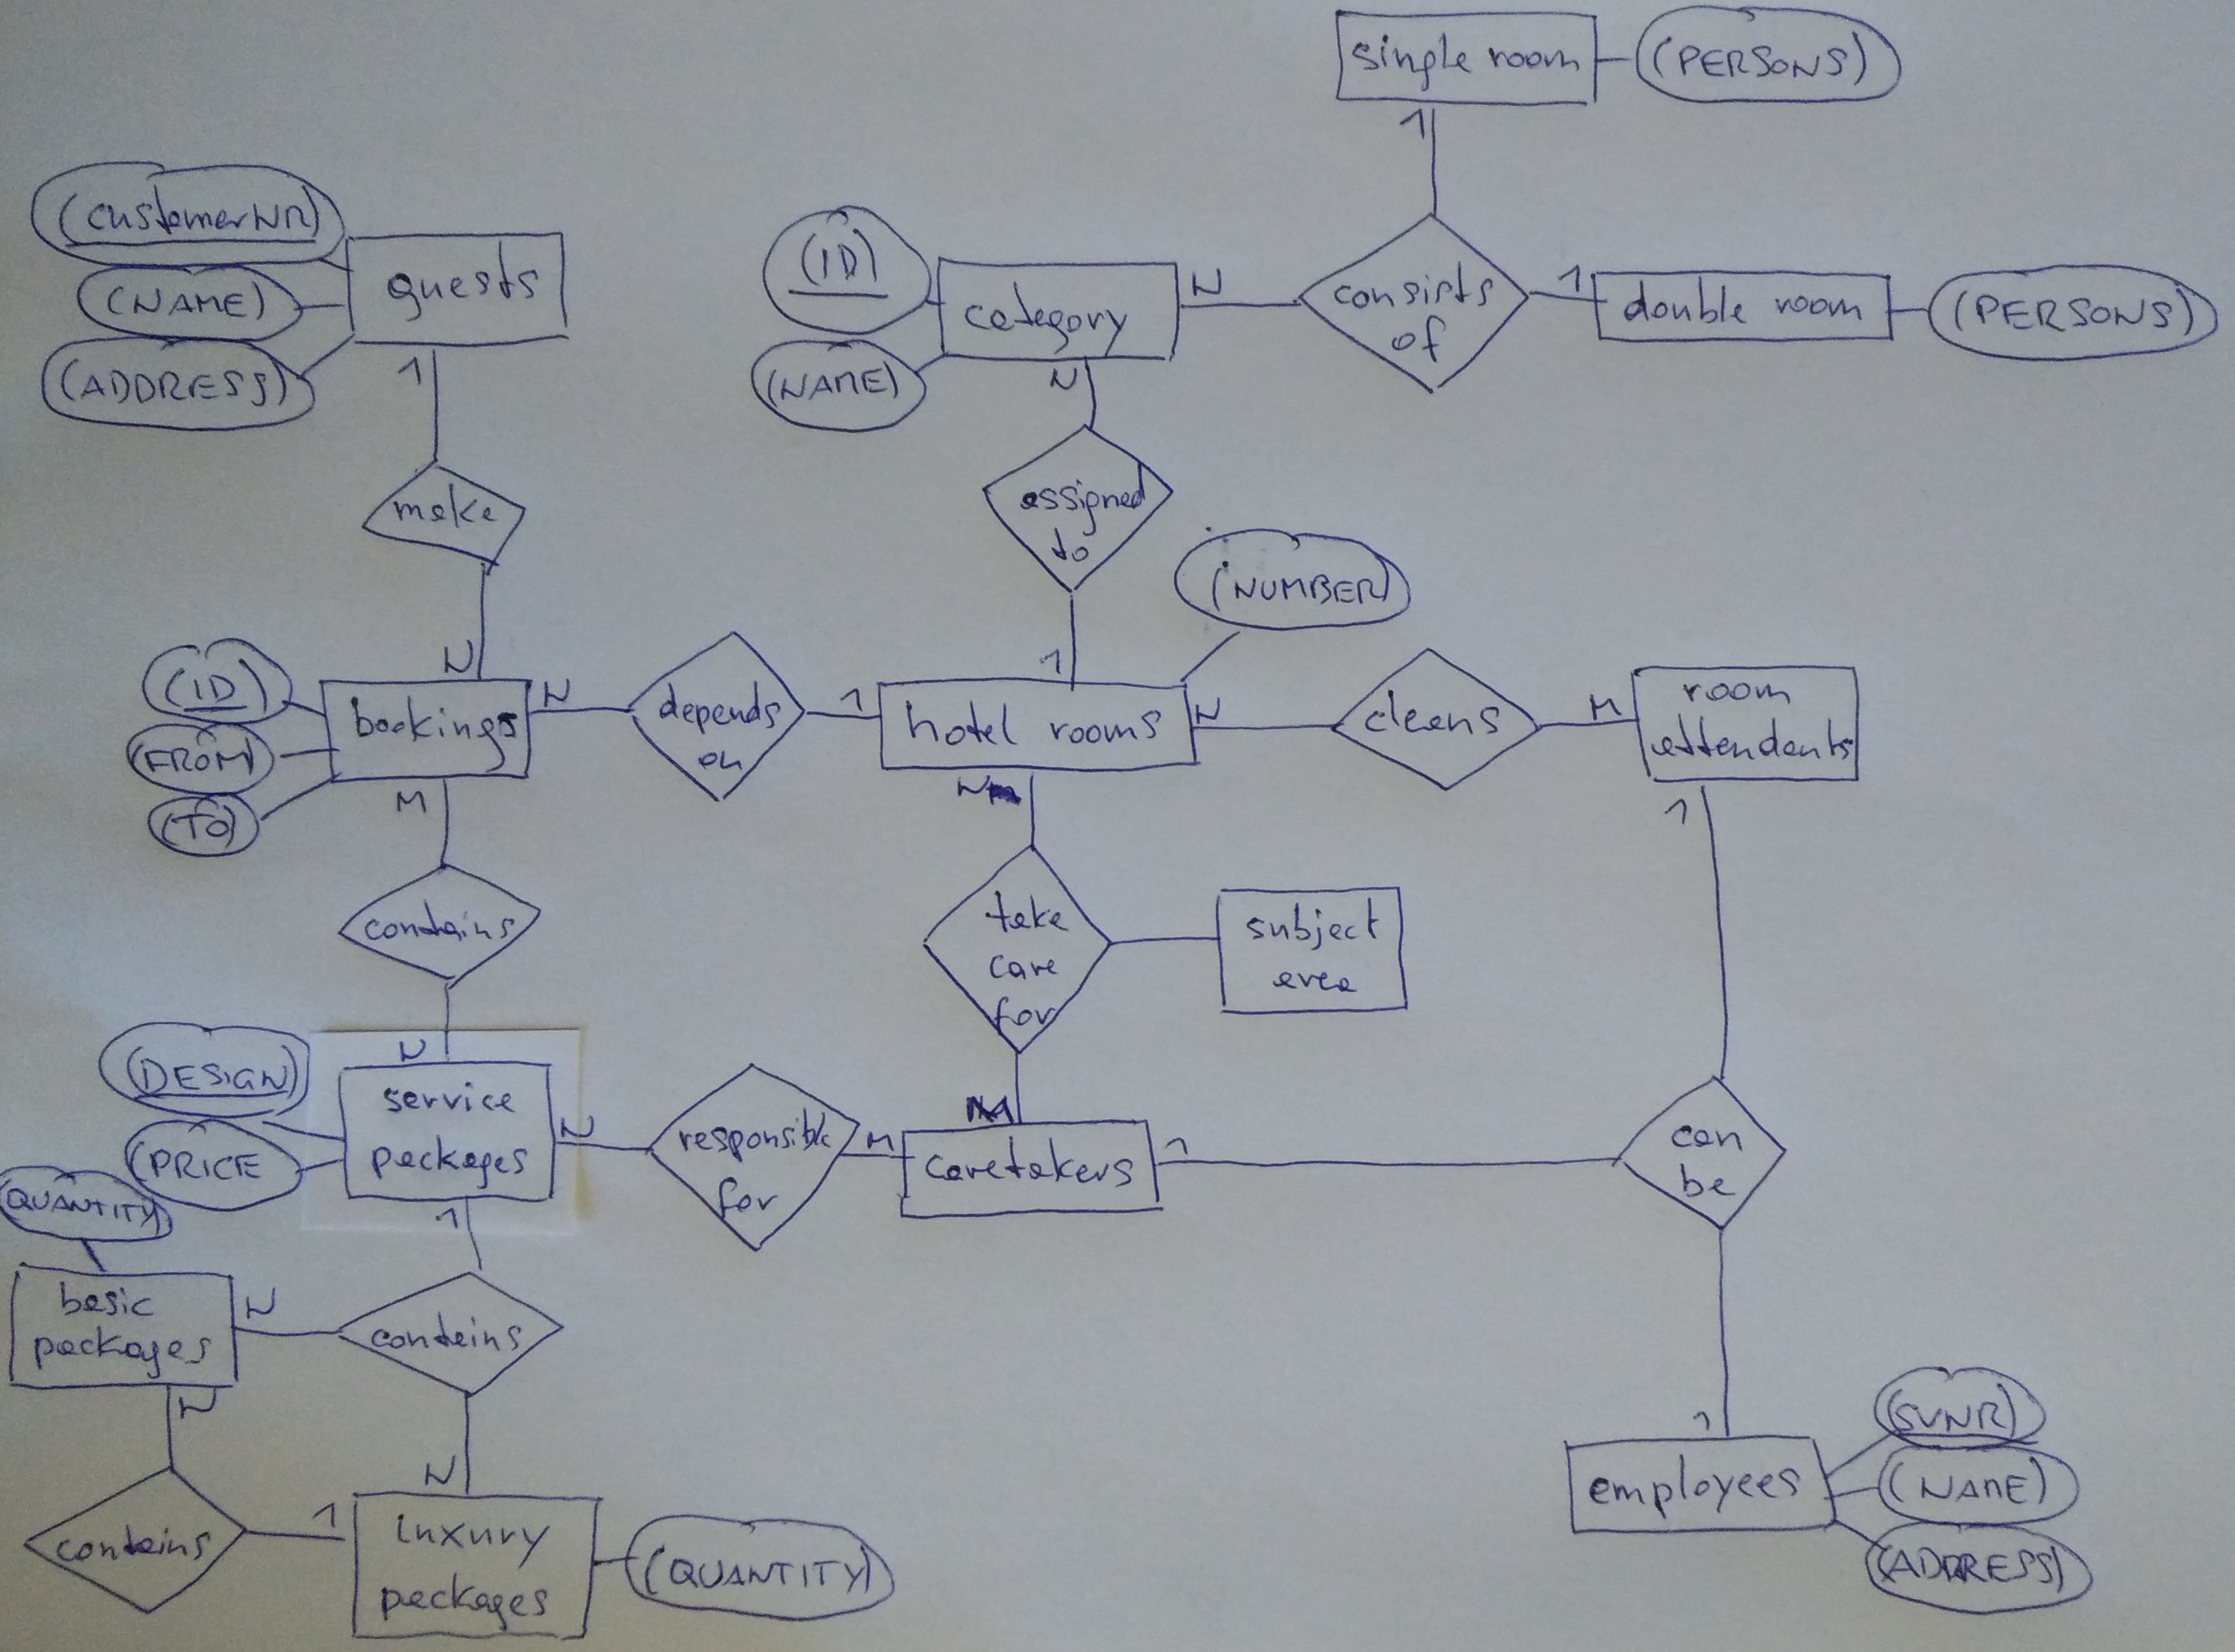 single room
(PERSONS)
1
(customerNR)
(NAME)
(ADDRESS)
guests
1
(ID)
(NAME)
category
N
consists
of
1
double room
(PERSONS)
N
make
assigned
to
(NUMBER)
N
1
(ID)
(FROM)
(TO)
bookings
N
depends
on
1
hotel rooms
N
cleans
M
room
attendants
M
N
1
contains
take
care
for
subject
area
N
M
(DESIGN)
(PRICE
service
packages
N
responsible
for
M
caretakers
1
can
be
QUANTITY
1
basic
packages
N
contains
N
N
1
contains
1
luxury
packages
(QUANTITY)
employees
(SVNR)
(NAME)
(ADDRESS)